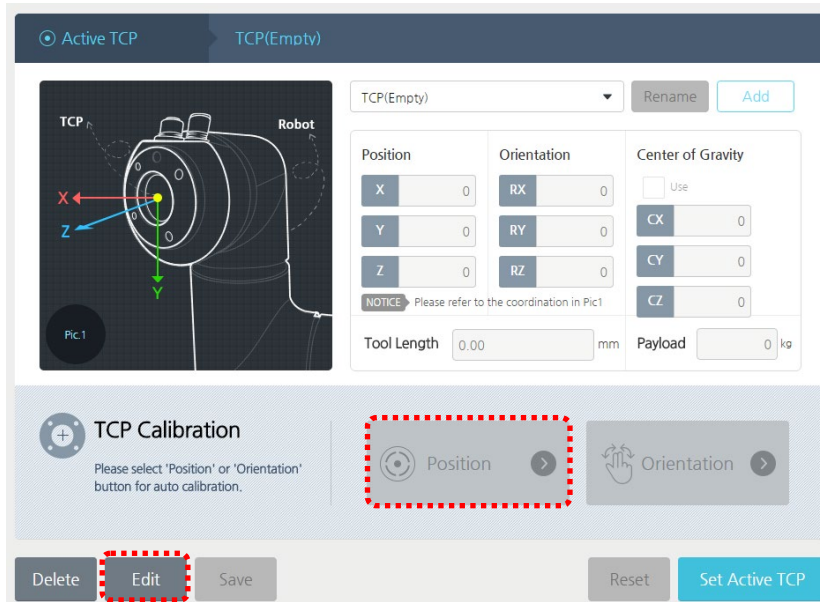 Active TCP
TCP(Empty)
TCP
Robot
X
Z
Y
Pic.1
TCP(Empty)
Rename
Add
Position
Orientation
Center of Gravity
X 0
RX 0
Use
Y 0
RY 0
CX 0
Z 0
RZ 0
CY 0
NOTICE Please refer to the coordination in Pic1
CZ 0
Tool Length 0.00 mm
Payload 0 kg
TCP Calibration
Please select 'Position' or 'Orientation'
button for auto calibration.
Position
Orientation
Delete
Edit
Save
Reset
Set Active TCP